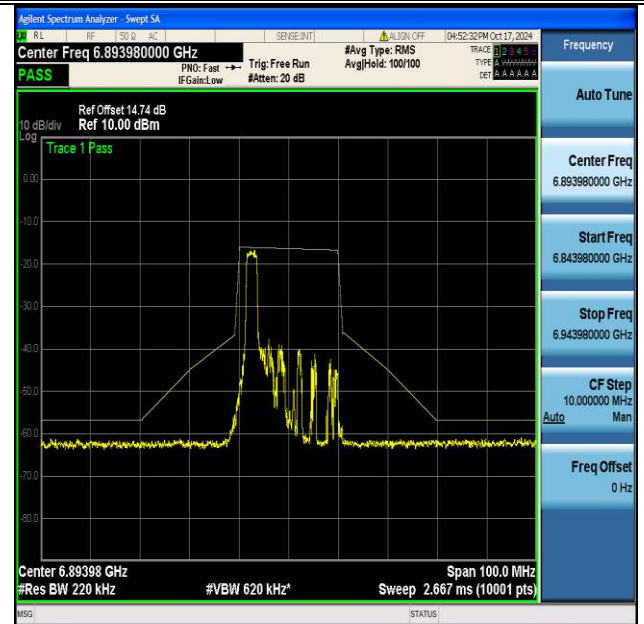 Agilent Spectrum Analyzer - Swept SA
RL RF 50 Ω AC SENSE:INT ALIGN OFF 04:52:32PM Oct 17, 2024
Center Freq 6.893980000 GHz #Avg Type: RMS TRACE 1 2 3 4 5 6
PNO: Fast Trig: Free Run Avg|Hold: 100/100 TYPE A
PASS IFGain:Low #Atten: 20 dB DET A A A A A A
Ref Offset 14.74 dB
10 dB/div Ref 10.00 dBm
Log
Trace 1 Pass
0.00
-10.0
-20.0
-30.0
-40.0
-50.0
-60.0
-70.0
-80.0
Center 6.89398 GHz Span 100.0 MHz
#Res BW 220 kHz #VBW 620 kHz* Sweep 2.667 ms (10001 pts)
MSG STATUS
Frequency
Auto Tune
Center Freq
6.893980000 GHz
Start Freq
6.843980000 GHz
Stop Freq
6.943980000 GHz
CF Step
10.000000 MHz
Auto Man
Freq Offset
0 Hz